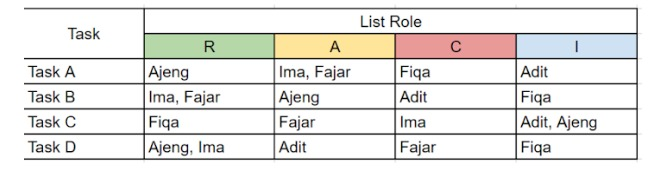 Task List Role
R A C I
Task A Ajeng Ima, Fajar Fiqa Adit
Task B Ima, Fajar Ajeng Adit Fiqa
Task C Fiqa Fajar Ima Adit, Ajeng
Task D Ajeng, Ima Adit Fajar Fiqa